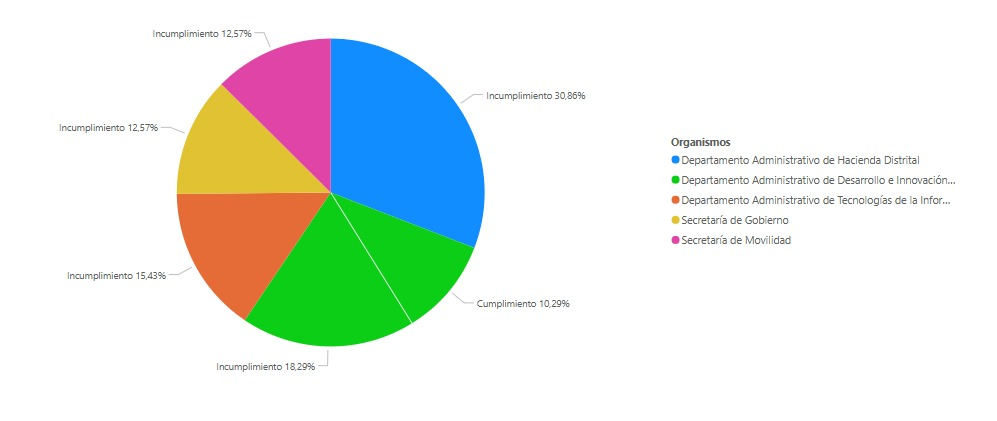 Incumplimiento 12,57%
Incumplimiento 30,86%
Incumplimiento 12,57%
Incumplimiento 15,43%
Cumplimiento 10,29%
Incumplimiento 18,29%
Organismos
Departamento Administrativo de Hacienda Distrital
Departamento Administrativo de Desarrollo e Innovación...
Departamento Administrativo de Tecnologías de la Infor...
Secretaría de Gobierno
Secretaría de Movilidad